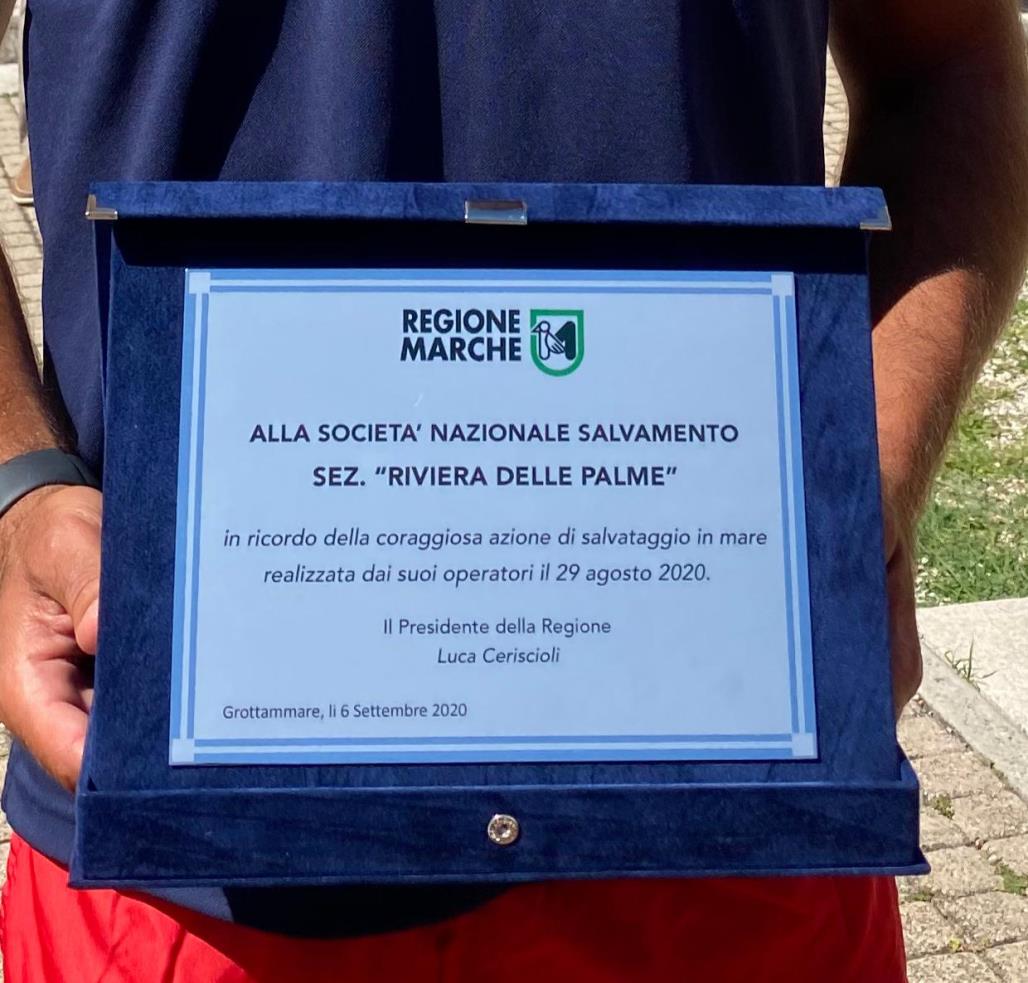 REGIONE
MARCHE
ALLA SOCIETA' NAZIONALE SALVAMENTO
SEZ. "RIVIERA DELLE PALME"
in ricordo della coraggiosa azione di salvataggio in mare
realizzata dai suoi operatori il 29 agosto 2020.
Il Presidente della Regione
Luca Ceriscioli
Grottammare, li 6 Settembre 2020